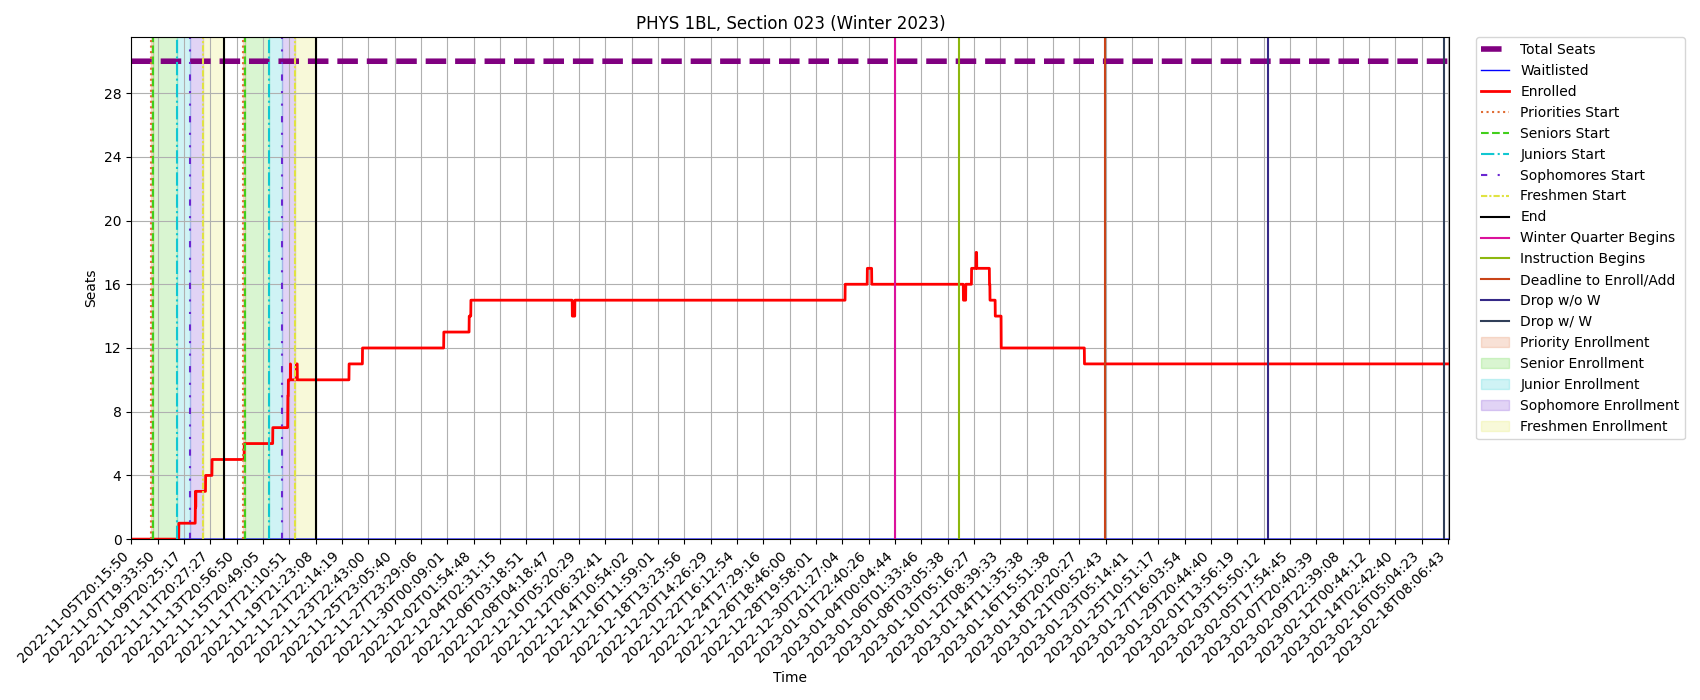 PHYS 1BL, Section 023 (Winter 2023)
Seats
28
24
20
16
12
8
4
0
2022-11-05T20:15:50
2022-11-07T19:33:50
2022-11-09T20:25:17
2022-11-11T20:27:27
2022-11-13T20:56:50
2022-11-15T20:49:05
2022-11-17T21:10:51
2022-11-19T21:23:08
2022-11-21T22:14:19
2022-11-23T22:43:00
2022-11-25T23:05:40
2022-11-27T23:29:06
2022-11-30T00:09:01
2022-12-02T01:54:48
2022-12-04T02:31:15
2022-12-06T03:18:51
2022-12-08T04:18:47
2022-12-10T05:20:29
2022-12-12T06:32:41
2022-12-14T10:54:02
2022-12-16T11:59:01
2022-12-18T13:23:56
2022-12-20T14:26:29
2022-12-22T16:12:54
2022-12-24T17:29:16
2022-12-26T18:46:00
2022-12-28T19:58:01
2022-12-30T21:27:04
2023-01-01T22:40:26
2023-01-04T00:04:44
2023-01-06T01:33:46
2023-01-08T03:05:38
2023-01-10T05:16:27
2023-01-12T08:39:33
2023-01-14T11:35:38
2023-01-16T15:51:38
2023-01-18T20:20:27
2023-01-21T00:52:43
2023-01-23T05:14:41
2023-01-25T10:51:17
2023-01-27T16:03:54
2023-01-29T20:44:40
2023-02-01T13:56:19
2023-02-03T15:50:12
2023-02-05T17:54:45
2023-02-07T20:40:39
2023-02-09T22:39:08
2023-02-12T00:44:12
2023-02-14T02:42:40
2023-02-16T05:04:23
2023-02-18T08:06:43
Time
Total Seats
Waitlisted
Enrolled
Priorities Start
Seniors Start
Juniors Start
Sophomores Start
Freshmen Start
End
Winter Quarter Begins
Instruction Begins
Deadline to Enroll/Add
Drop w/o W
Drop w/ W
Priority Enrollment
Senior Enrollment
Junior Enrollment
Sophomore Enrollment
Freshmen Enrollment